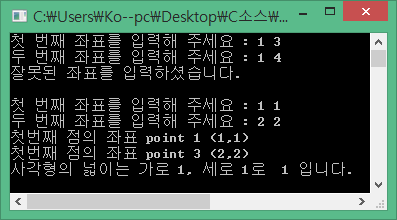 C:￦Users￦Ko--pc￦Desktop￦C소스￦...
첫 번째 좌표를 입력해 주세요 : 1 3
두 번째 좌표를 입력해 주세요 : 1 4
잘못된 좌표를 입력하셨습니다.
첫 번째 좌표를 입력해 주세요 : 1 1
두 번째 좌표를 입력해 주세요 : 2 2
첫번째 점의 좌표 point 1 (1,1)
첫번째 점의 좌표 point 3 (2,2)
사각형의 넓이는 가로 1, 세로 1로  1 입니다.